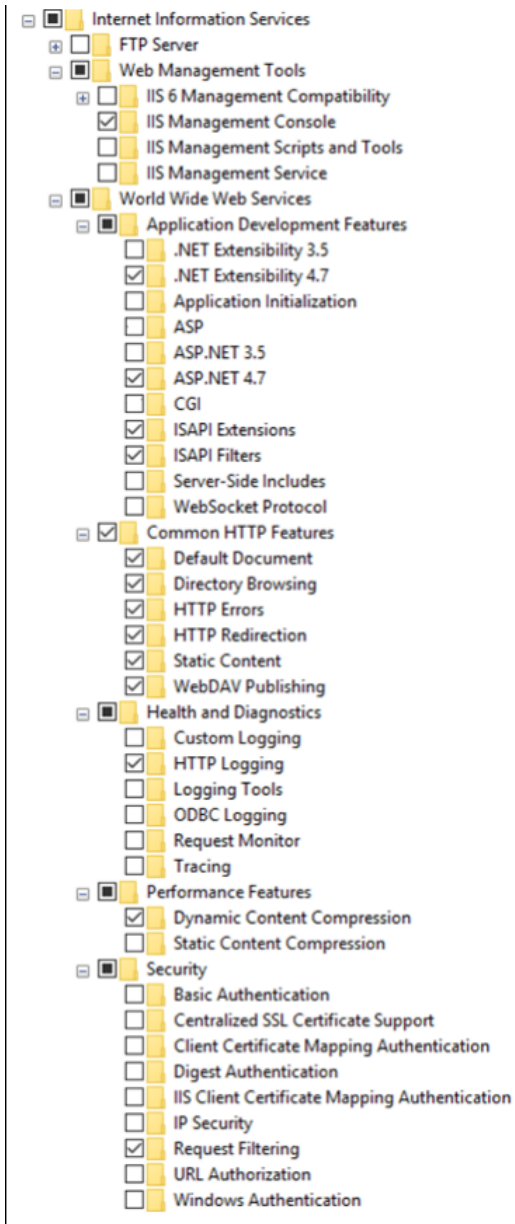 Internet Information Services
FTP Server
Web Management Tools
IIS 6 Management Compatibility
IIS Management Console
IIS Management Scripts and Tools
IIS Management Service
World Wide Web Services
Application Development Features
.NET Extensibility 3.5
.NET Extensibility 4.7
Application Initialization
ASP
ASP.NET 3.5
ASP.NET 4.7
CGI
ISAPI Extensions
ISAPI Filters
Server-Side Includes
WebSocket Protocol
Common HTTP Features
Default Document
Directory Browsing
HTTP Errors
HTTP Redirection
Static Content
WebDAV Publishing
Health and Diagnostics
Custom Logging
HTTP Logging
Logging Tools
ODBC Logging
Request Monitor
Tracing
Performance Features
Dynamic Content Compression
Static Content Compression
Security
Basic Authentication
Centralized SSL Certificate Support
Client Certificate Mapping Authentication
Digest Authentication
IIS Client Certificate Mapping Authentication
IP Security
Request Filtering
URL Authorization
Windows Authentication